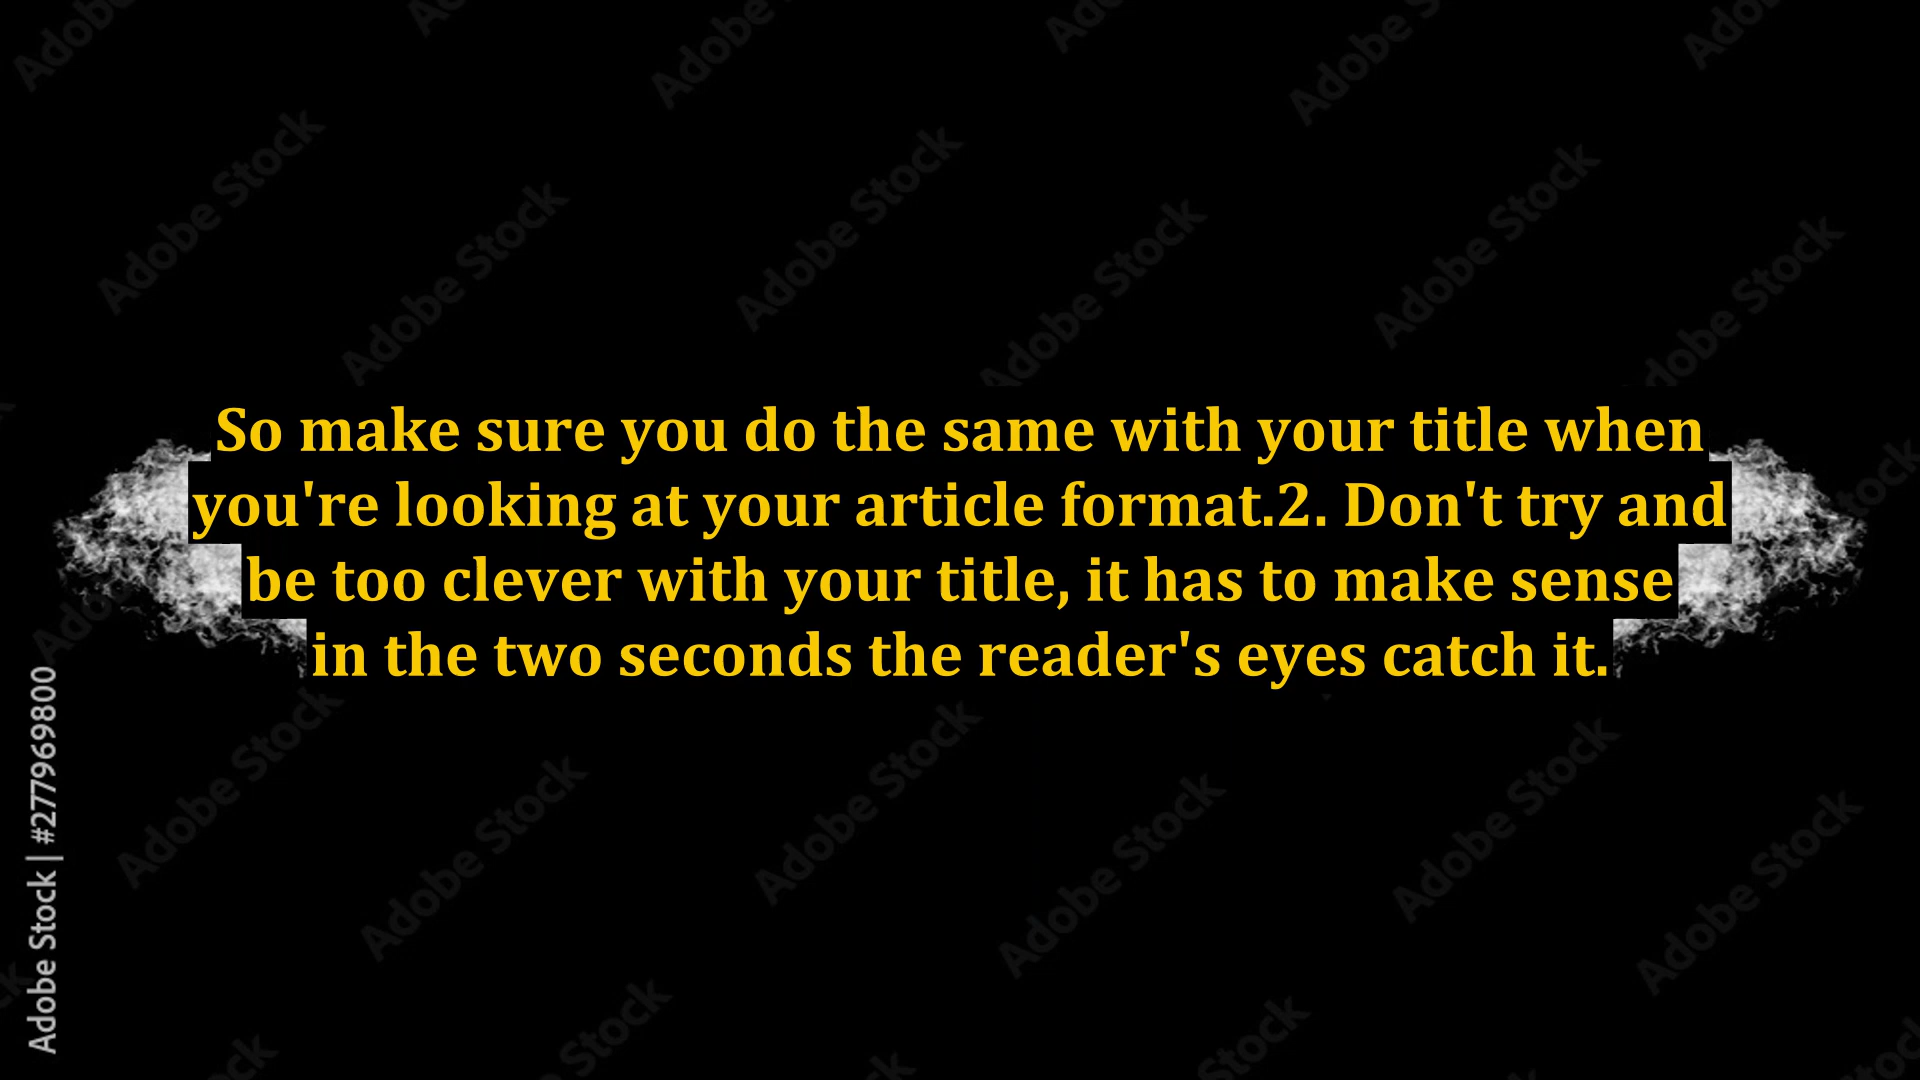 So make sure you do the same with your title when
you're looking at your article format.2. Don't try and
be too clever with your title, it has to make sense
in the two seconds the reader's eyes catch it.
Adobe Stock | #277969800
Adobe Stock